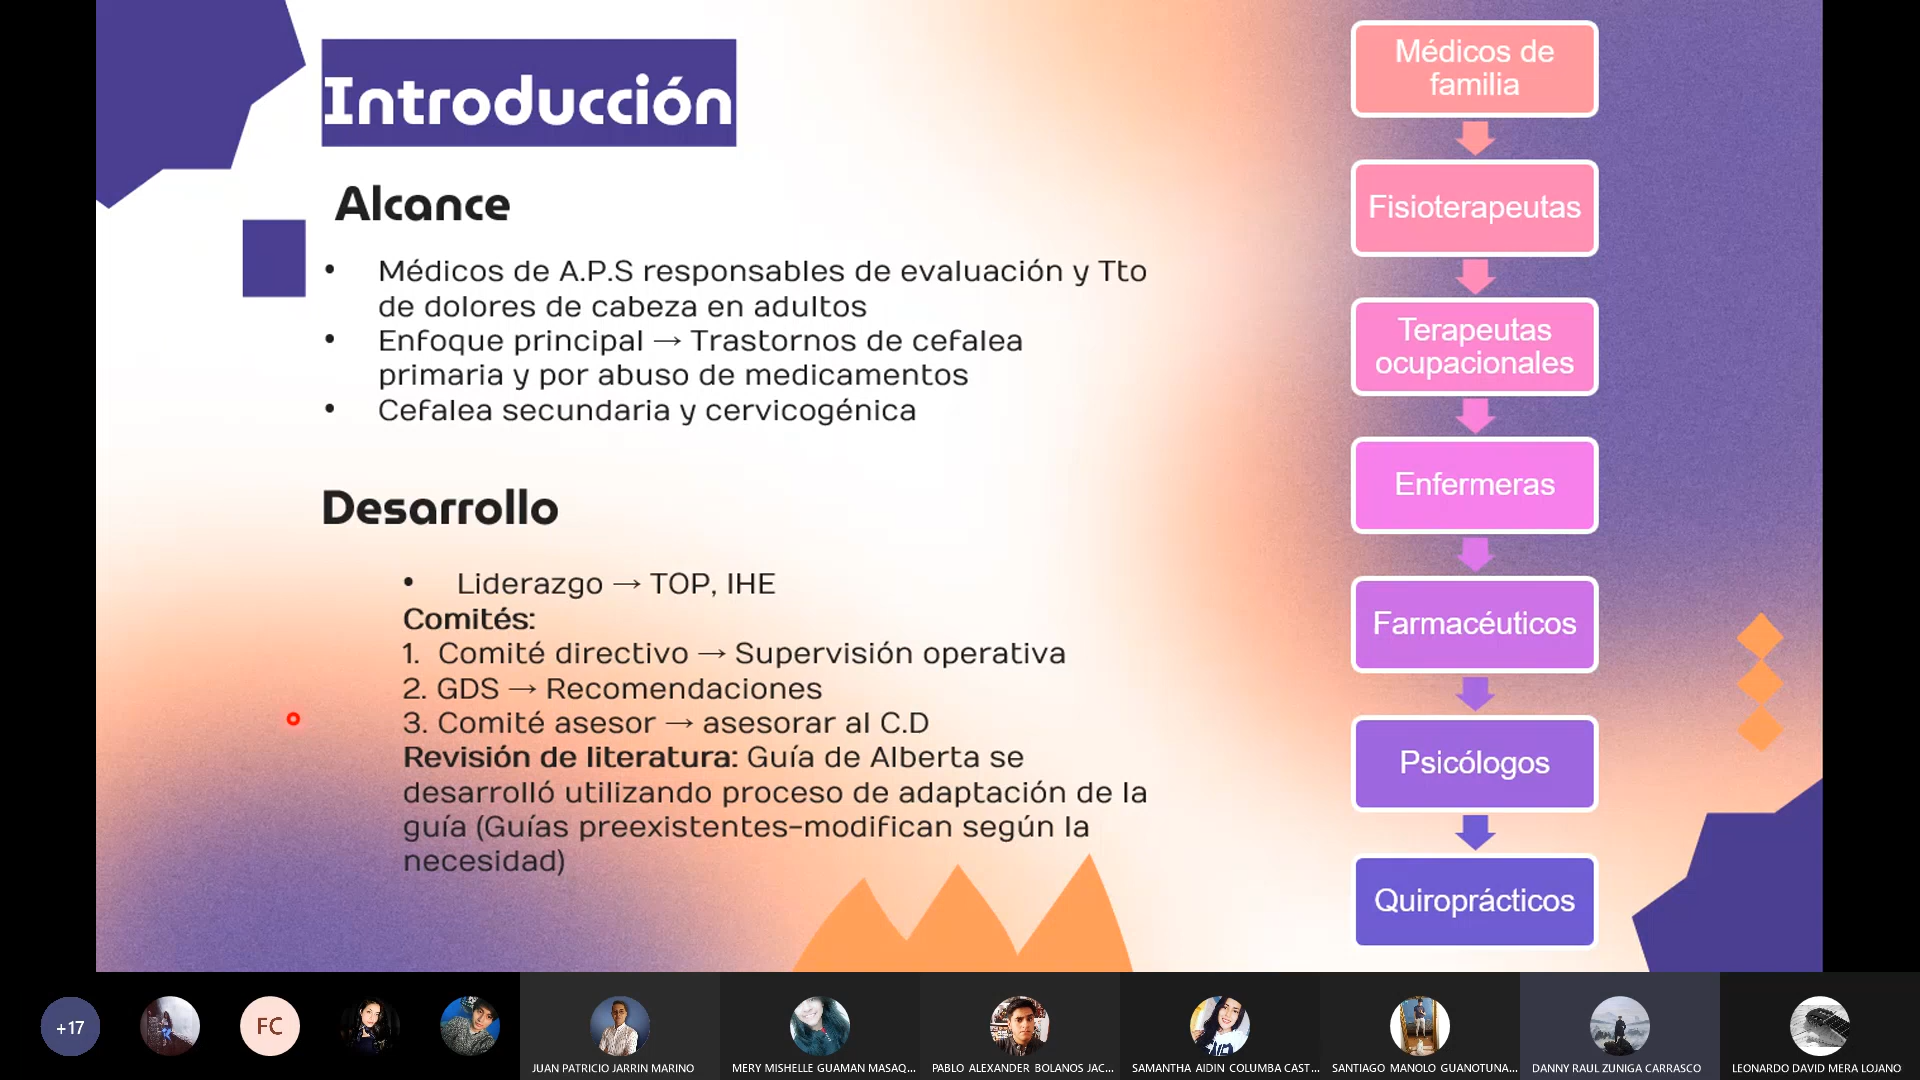 Introducción
Alcance
• Médicos de A.P.S responsables de evaluación y Tto
de dolores de cabeza en adultos
• Enfoque principal → Trastornos de cefalea
primaria y por abuso de medicamentos
• Cefalea secundaria y cervicogénica
Desarrollo
• Liderazgo → TOP, IHE
Comités:
1. Comité directivo → Supervisión operativa
2. GDS → Recomendaciones
3. Comité asesor → asesorar al C.D
Revisión de literatura: Guía de Alberta se
desarrolló utilizando proceso de adaptación de la
guía (Guías preexistentes-modifican según la
necesidad)
Médicos de
familia
Fisioterapeutas
Terapeutas
ocupacionales
Enfermeras
Farmacéuticos
Psicólogos
Quiroprácticos
+17
FC
JUAN PATRICIO JARRIN MARINO
MERY MISHELLE GUAMAN MASAQ...
PABLO ALEXANDER BOLANOS JAC...
SAMANTHA AIDIN COLUMBA CAST...
SANTIAGO MANOLO GUANOTUNA...
DANNY RAUL ZUNIGA CARRASCO
LEONARDO DAVID MERA LOJANO